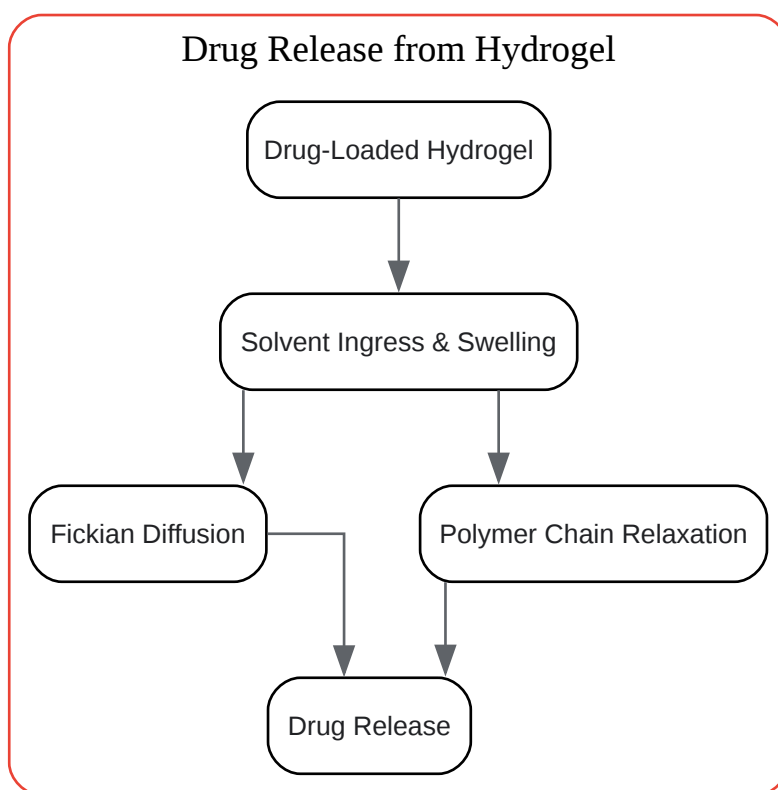 Drug Release from Hydrogel
Drug-Loaded Hydrogel
Solvent Ingress & Swelling
Fickian Diffusion
Polymer Chain Relaxation
Drug Release